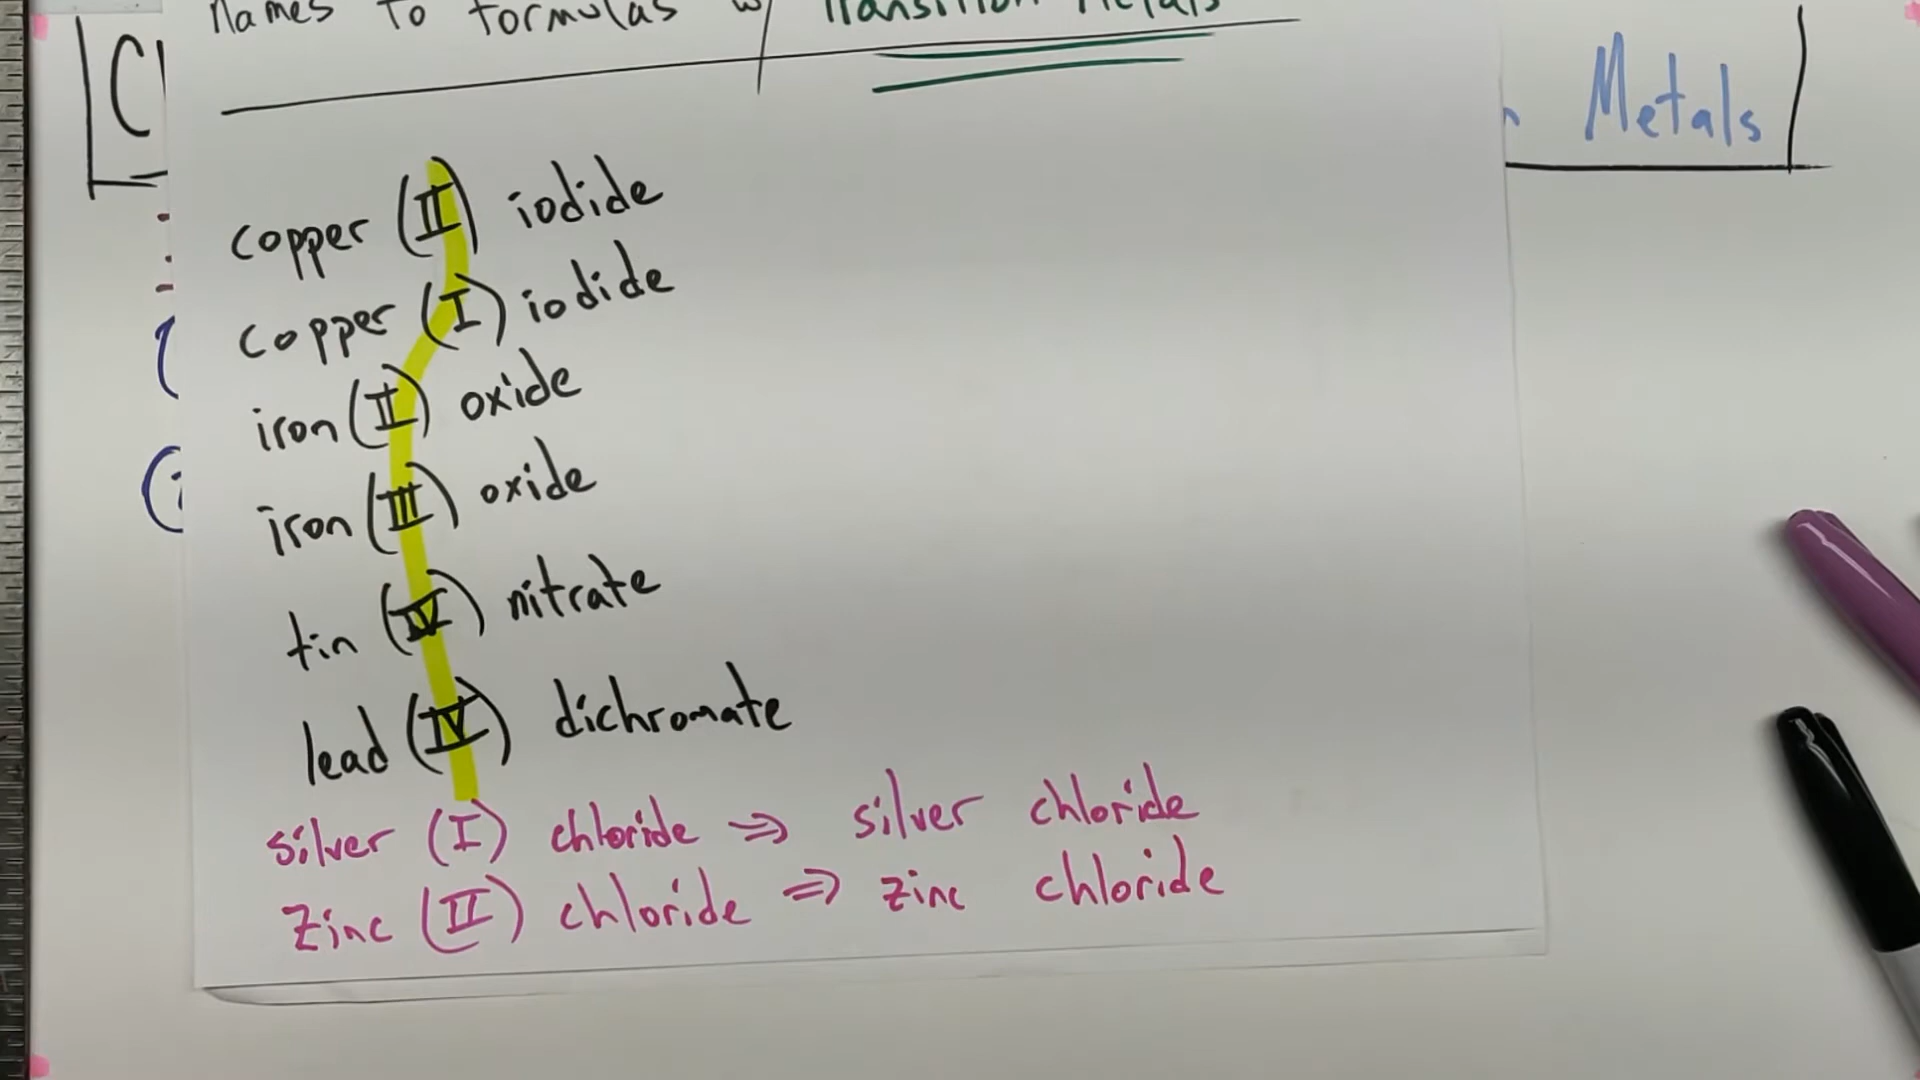 Names to formulas w/ Transition Metals
Metals
copper (II) iodide
copper (I) iodide
iron (II) oxide
iron (III) oxide
tin (IV) nitrate
lead (IV) dichromate
silver (I) chloride ⇒ silver chloride
Zinc (II) chloride ⇒ zinc chloride